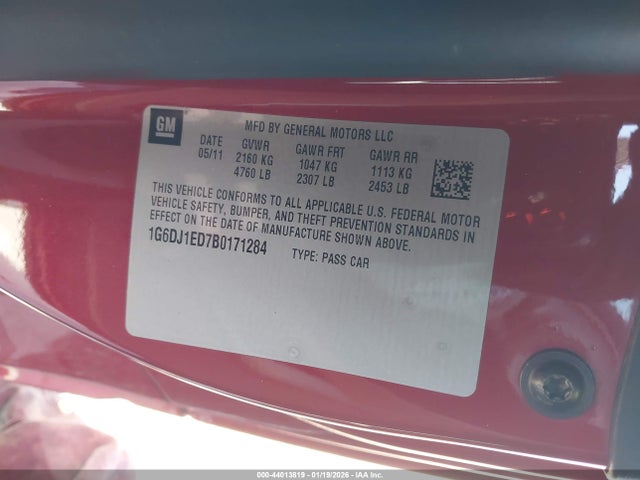 GM
MFD BY GENERAL MOTORS LLC
DATE GVWR GAWR FRT GAWR RR
05/11 2160 KG 1047 KG 1113 KG
4760 LB 2307 LB 2453 LB
THIS VEHICLE CONFORMS TO ALL APPLICABLE U.S. FEDERAL MOTOR
VEHICLE SAFETY, BUMPER, AND THEFT PREVENTION STANDARDS IN
EFFECT ON THE DATE OF MANUFACTURE SHOWN ABOVE.
1G6DJ1ED7B0171284 TYPE: PASS CAR
000-44013819 - 01/19/2026 - IAA Inc.